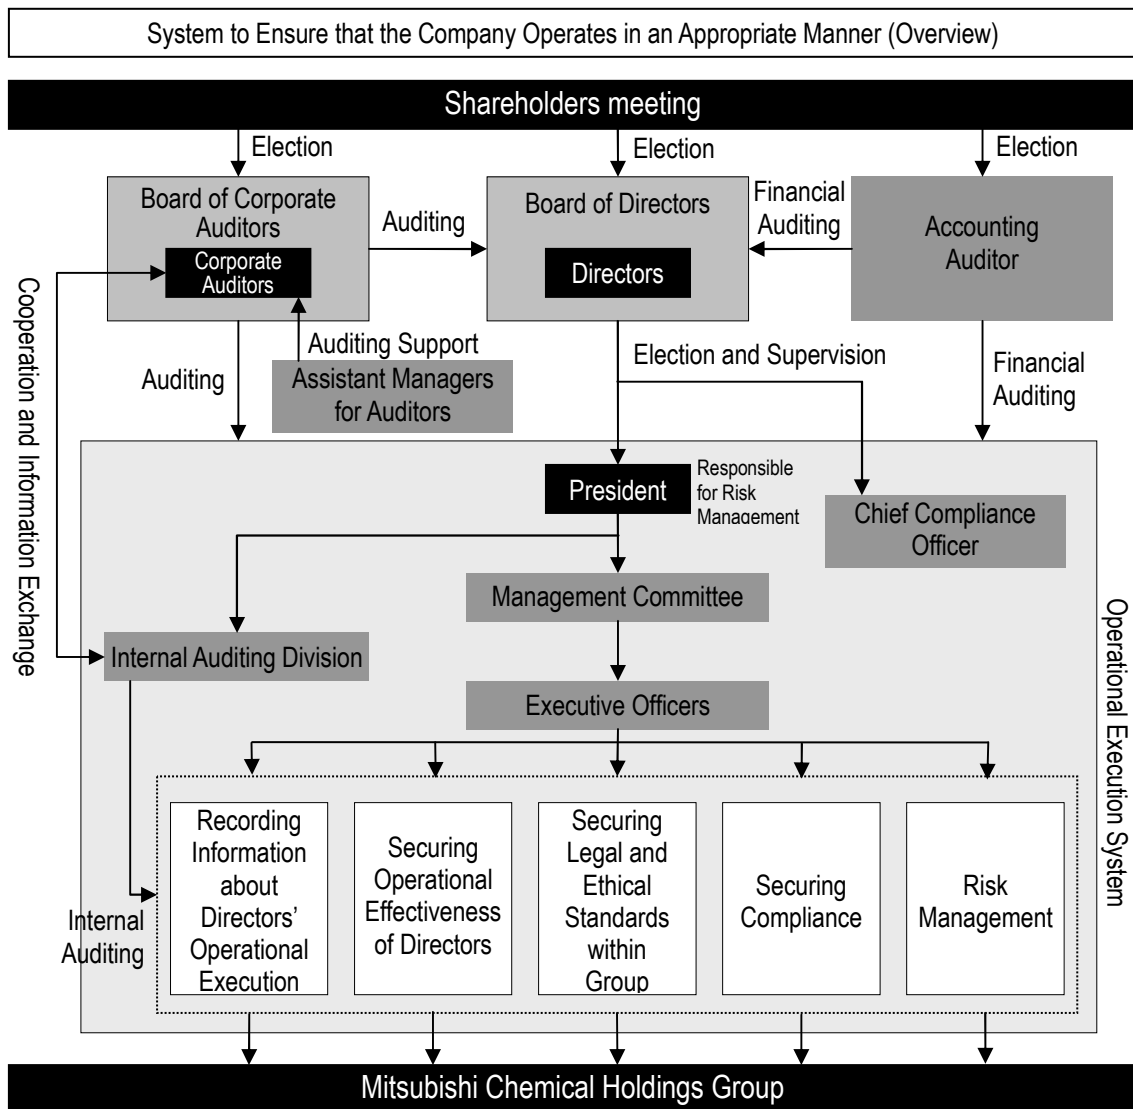 System to Ensure that the Company Operates in an Appropriate Manner (Overview)
Shareholders meeting
Election
Election
Election
Board of Corporate
Auditors
Corporate
Auditors
Auditing
Board of Directors
Directors
Financial
Auditing
Accounting
Auditor
Cooperation and Information Exchange
Auditing
Auditing Support
Assistant Managers
for Auditors
Election and Supervision
Financial
Auditing
President
Responsible
for Risk
Management
Chief Compliance
Officer
Management Committee
Internal Auditing Division
Executive Officers
Operational Execution System
Internal
Auditing
Recording
Information
about
Directors'
Operational
Execution
Securing
Operational
Effectiveness
of Directors
Securing
Legal and
Ethical
Standards
within
Group
Securing
Compliance
Risk
Management
Mitsubishi Chemical Holdings Group